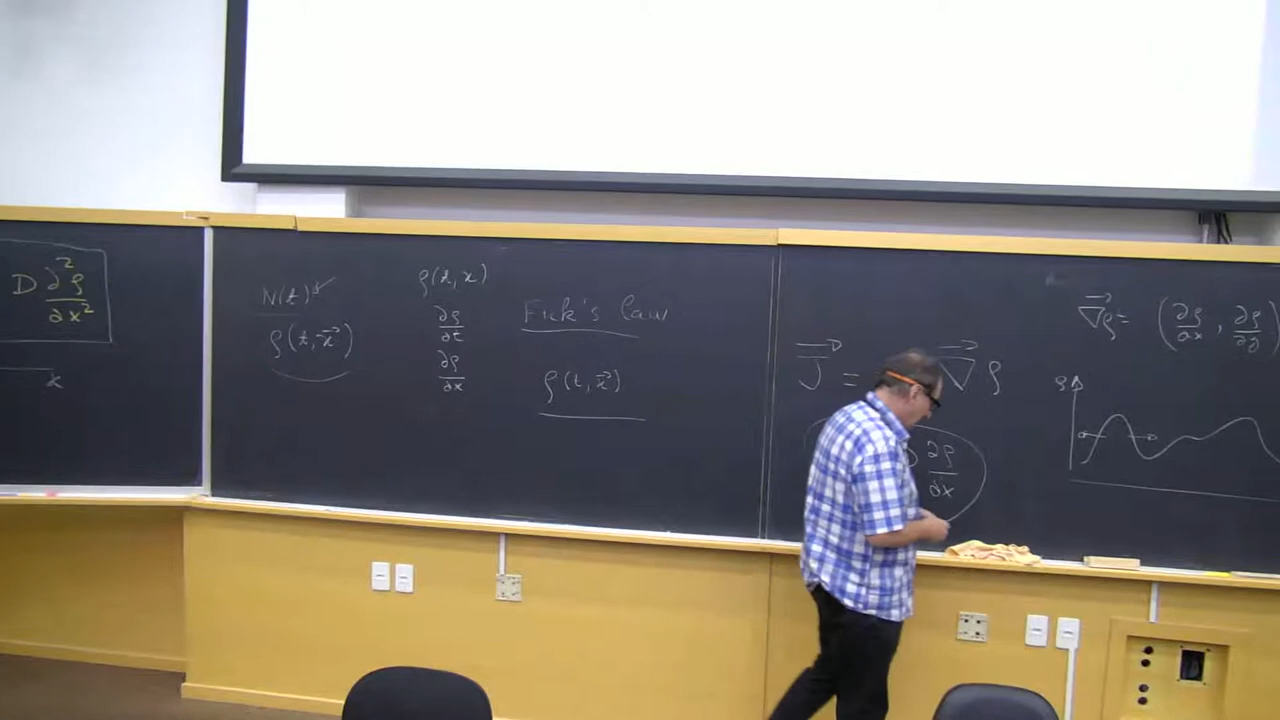 D ∂²ρ
∂x²
x
N(t)
ρ(t, x⃗)
ρ(t, x)
∂ρ
∂t
∂ρ
∂x
Fick's law
ρ(t, x⃗)
J⃗ = ∇⃗ρ
∂ρ
∂x
∇⃗ρ = (∂ρ/∂x, ∂ρ/∂y)
ρ